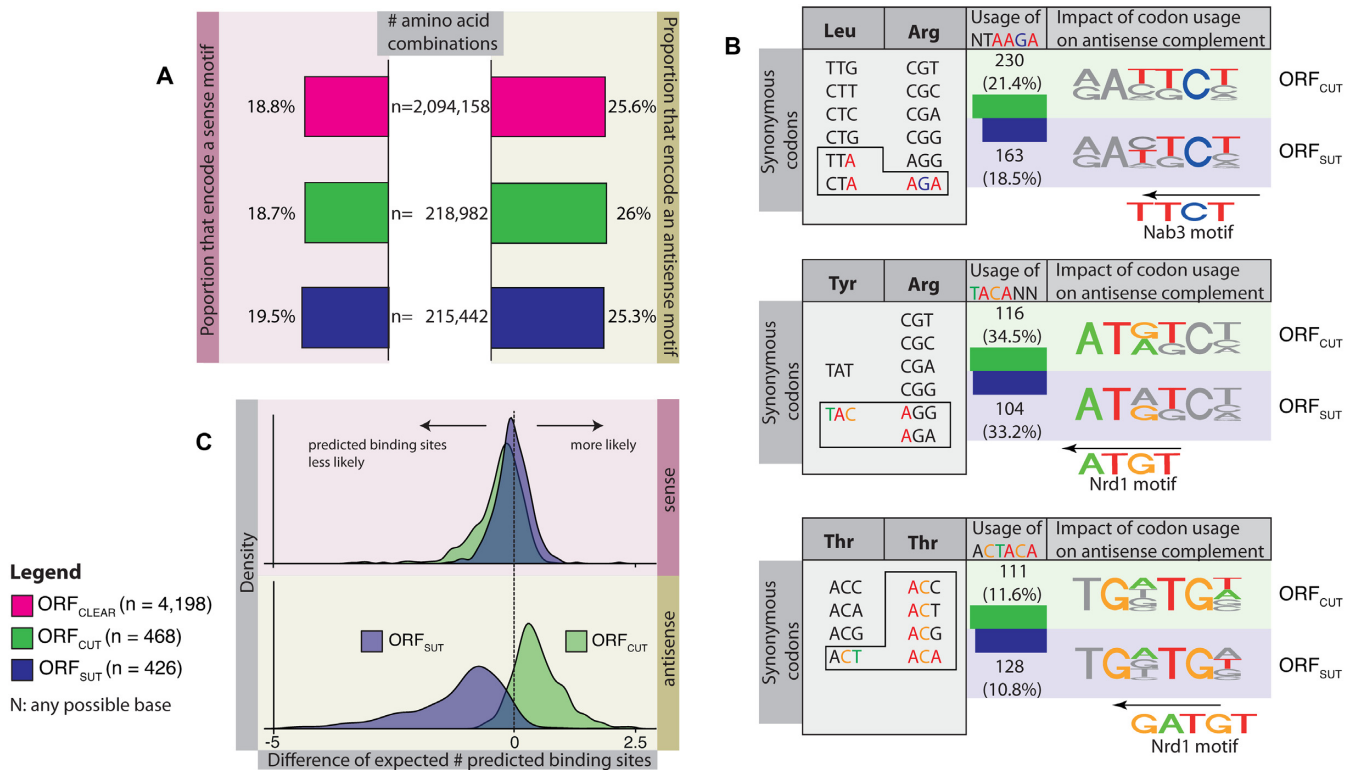 A
Poportion that encode a sense motif
# amino acid
combinations
Proportion that encode an antisense motif
18.8%
n=2,094,158
25.6%
18.7%
n= 218,982
26%
19.5%
n= 215,442
25.3%
B
Leu
Arg
Usage of
NTAAGA
Impact of codon usage
on antisense complement
Synonymous
codons
TTG
CTT
CTC
CTG
TTA
CTA
CGT
CGC
CGA
CGG
AGG
AGA
230
(21.4%)
163
(18.5%)
ORFCUT
ORFSUT
TTCT
Nab3 motif
Tyr
Arg
Usage of
TACANN
Impact of codon usage
on antisense complement
Synonymous
codons
TAT
TAC
CGT
CGC
CGA
CGG
AGG
AGA
116
(34.5%)
104
(33.2%)
ORFCUT
ORFSUT
ATGT
Nrd1 motif
Thr
Thr
Usage of
ACTACA
Impact of codon usage
on antisense complement
Synonymous
codons
ACC
ACA
ACG
ACT
ACC
ACT
ACG
ACA
111
(11.6%)
128
(10.8%)
ORFCUT
ORFSUT
GATGT
Nrd1 motif
C
Density
predicted binding sites
less likely
more likely
sense
ORFSUT
ORFCUT
antisense
-5
0
2.5
Difference of expected # predicted binding sites
Legend
ORFCLEAR (n = 4,198)
ORFCUT (n = 468)
ORFSUT (n = 426)
N: any possible base